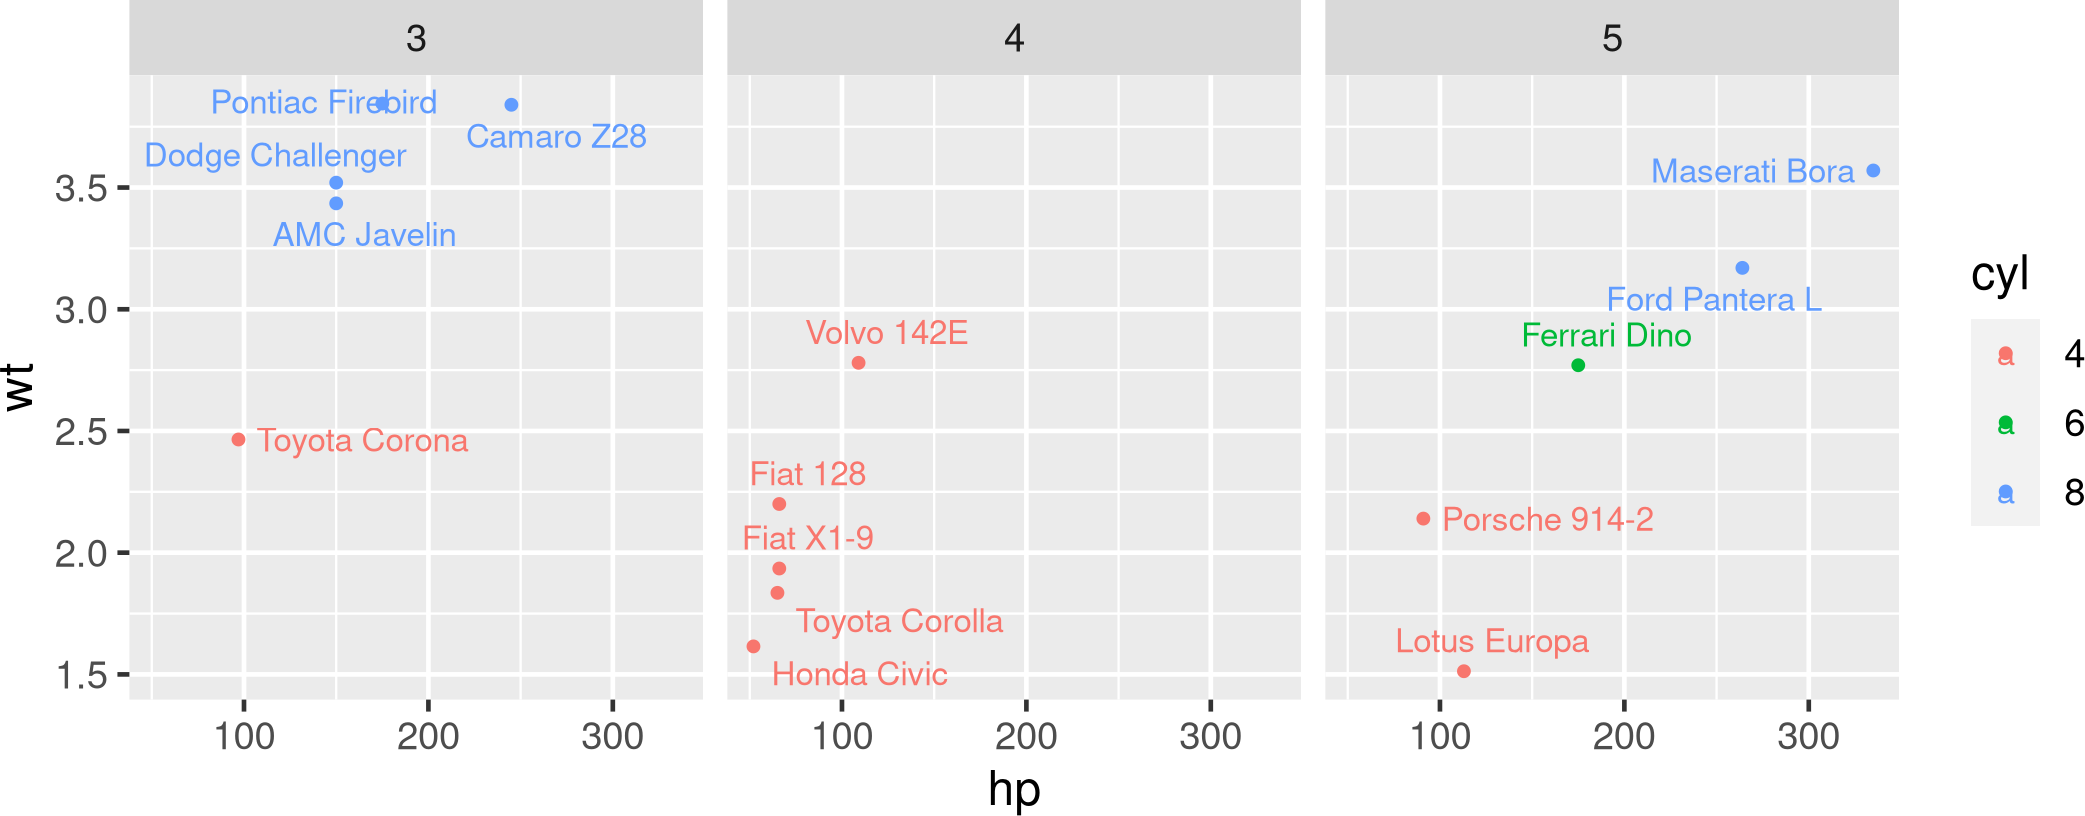 3 4 5
Pontiac Firebird
Camaro Z28
Dodge Challenger
AMC Javelin
Toyota Corona
Volvo 142E
Fiat 128
Fiat X1-9
Toyota Corolla
Honda Civic
Maserati Bora
Ford Pantera L
Ferrari Dino
Porsche 914-2
Lotus Europa
3.5
3.0
2.5
2.0
1.5
wt
100 200 300 100 200 300 100 200 300
hp
cyl
a 4
a 6
a 8